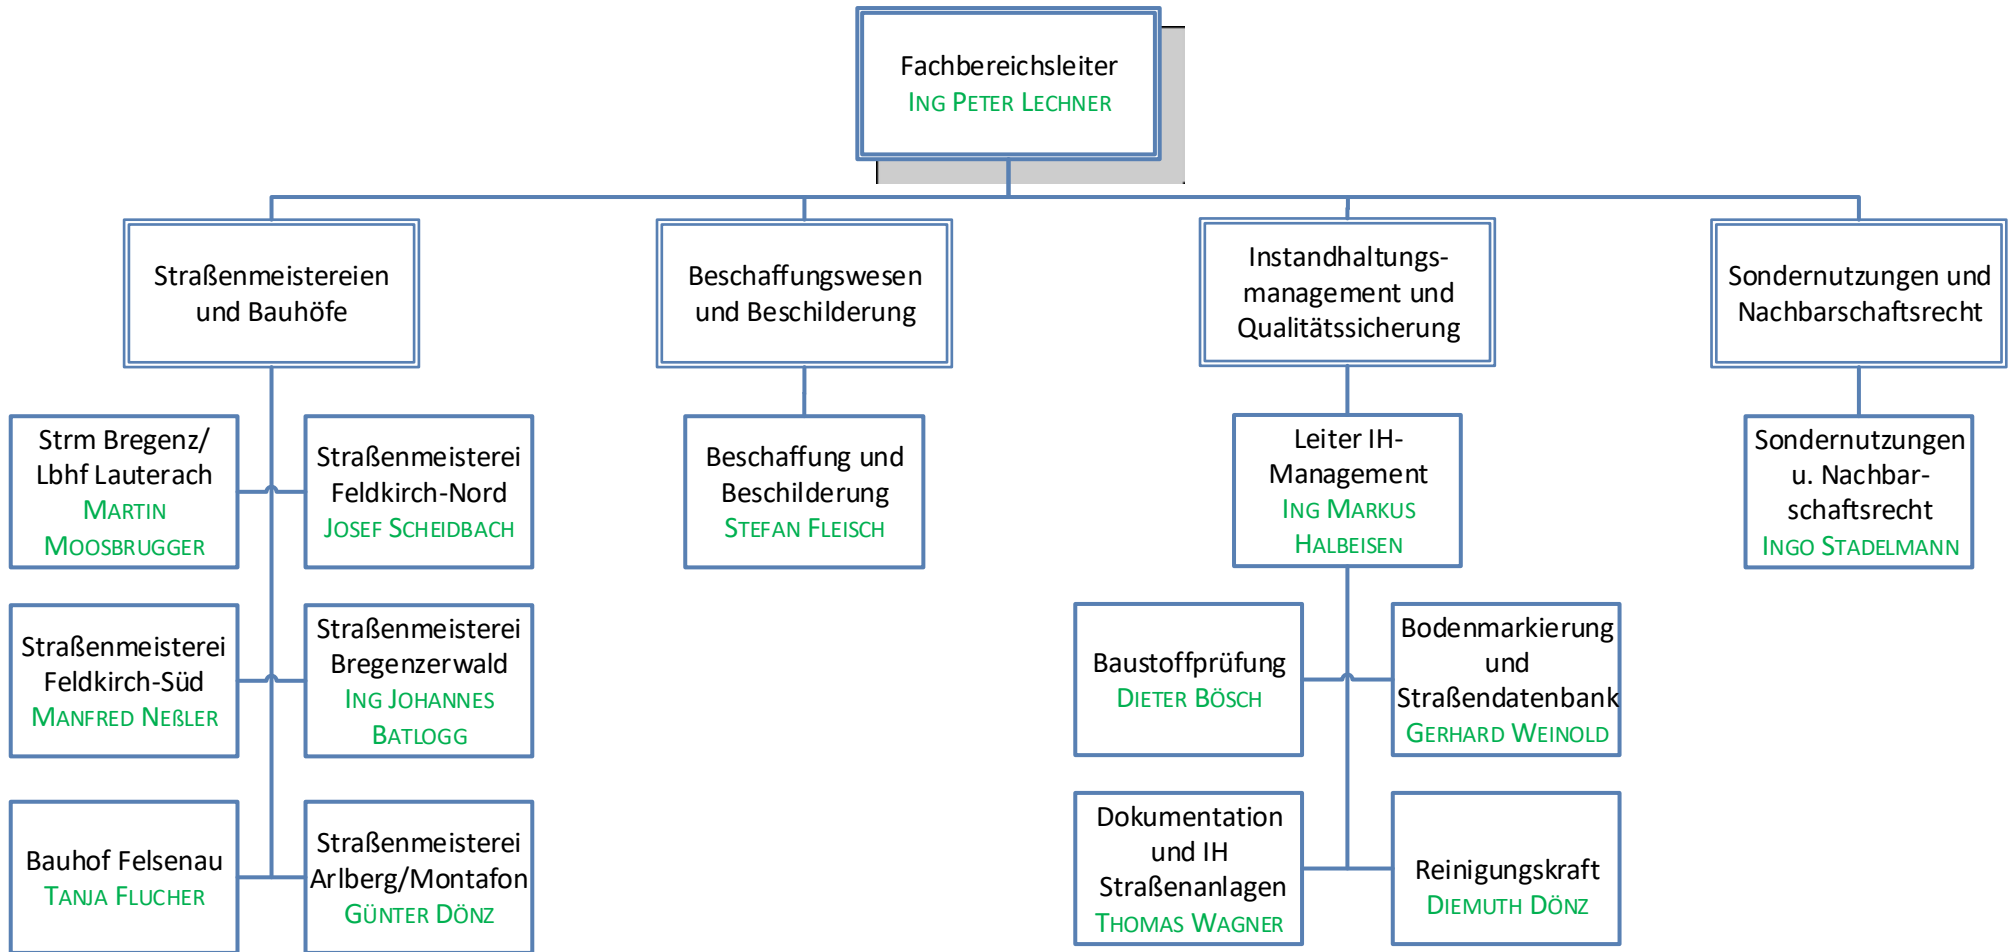 Fachbereichsleiter
ING PETER LECHNER
Straßenmeistereien
und Bauhöfe
Beschaffungswesen
und Beschilderung
Instandhaltungs-
management und
Qualitätssicherung
Sondernutzungen und
Nachbarschaftsrecht
Strm Bregenz/
Lbhf Lauterach
MARTIN
MOOSBRUGGER
Straßenmeisterei
Feldkirch-Nord
JOSEF SCHEIDBACH
Beschaffung und
Beschilderung
STEFAN FLEISCH
Leiter IH-
Management
ING MARKUS
HALBEISEN
Sondernutzungen
u. Nachbar-
schaftsrecht
INGO STADELMANN
Straßenmeisterei
Feldkirch-Süd
MANFRED NEßLER
Straßenmeisterei
Bregenzerwald
ING JOHANNES
BATLOGG
Baustoffprüfung
DIETER BÖSCH
Bodenmarkierung
und
Straßendatenbank
GERHARD WEINOLD
Bauhof Felsenau
TANJA FLUCHER
Straßenmeisterei
Arlberg/Montafon
GÜNTER DÖNZ
Dokumentation
und IH
Straßenanlagen
THOMAS WAGNER
Reinigungskraft
DIEMUTH DÖNZ